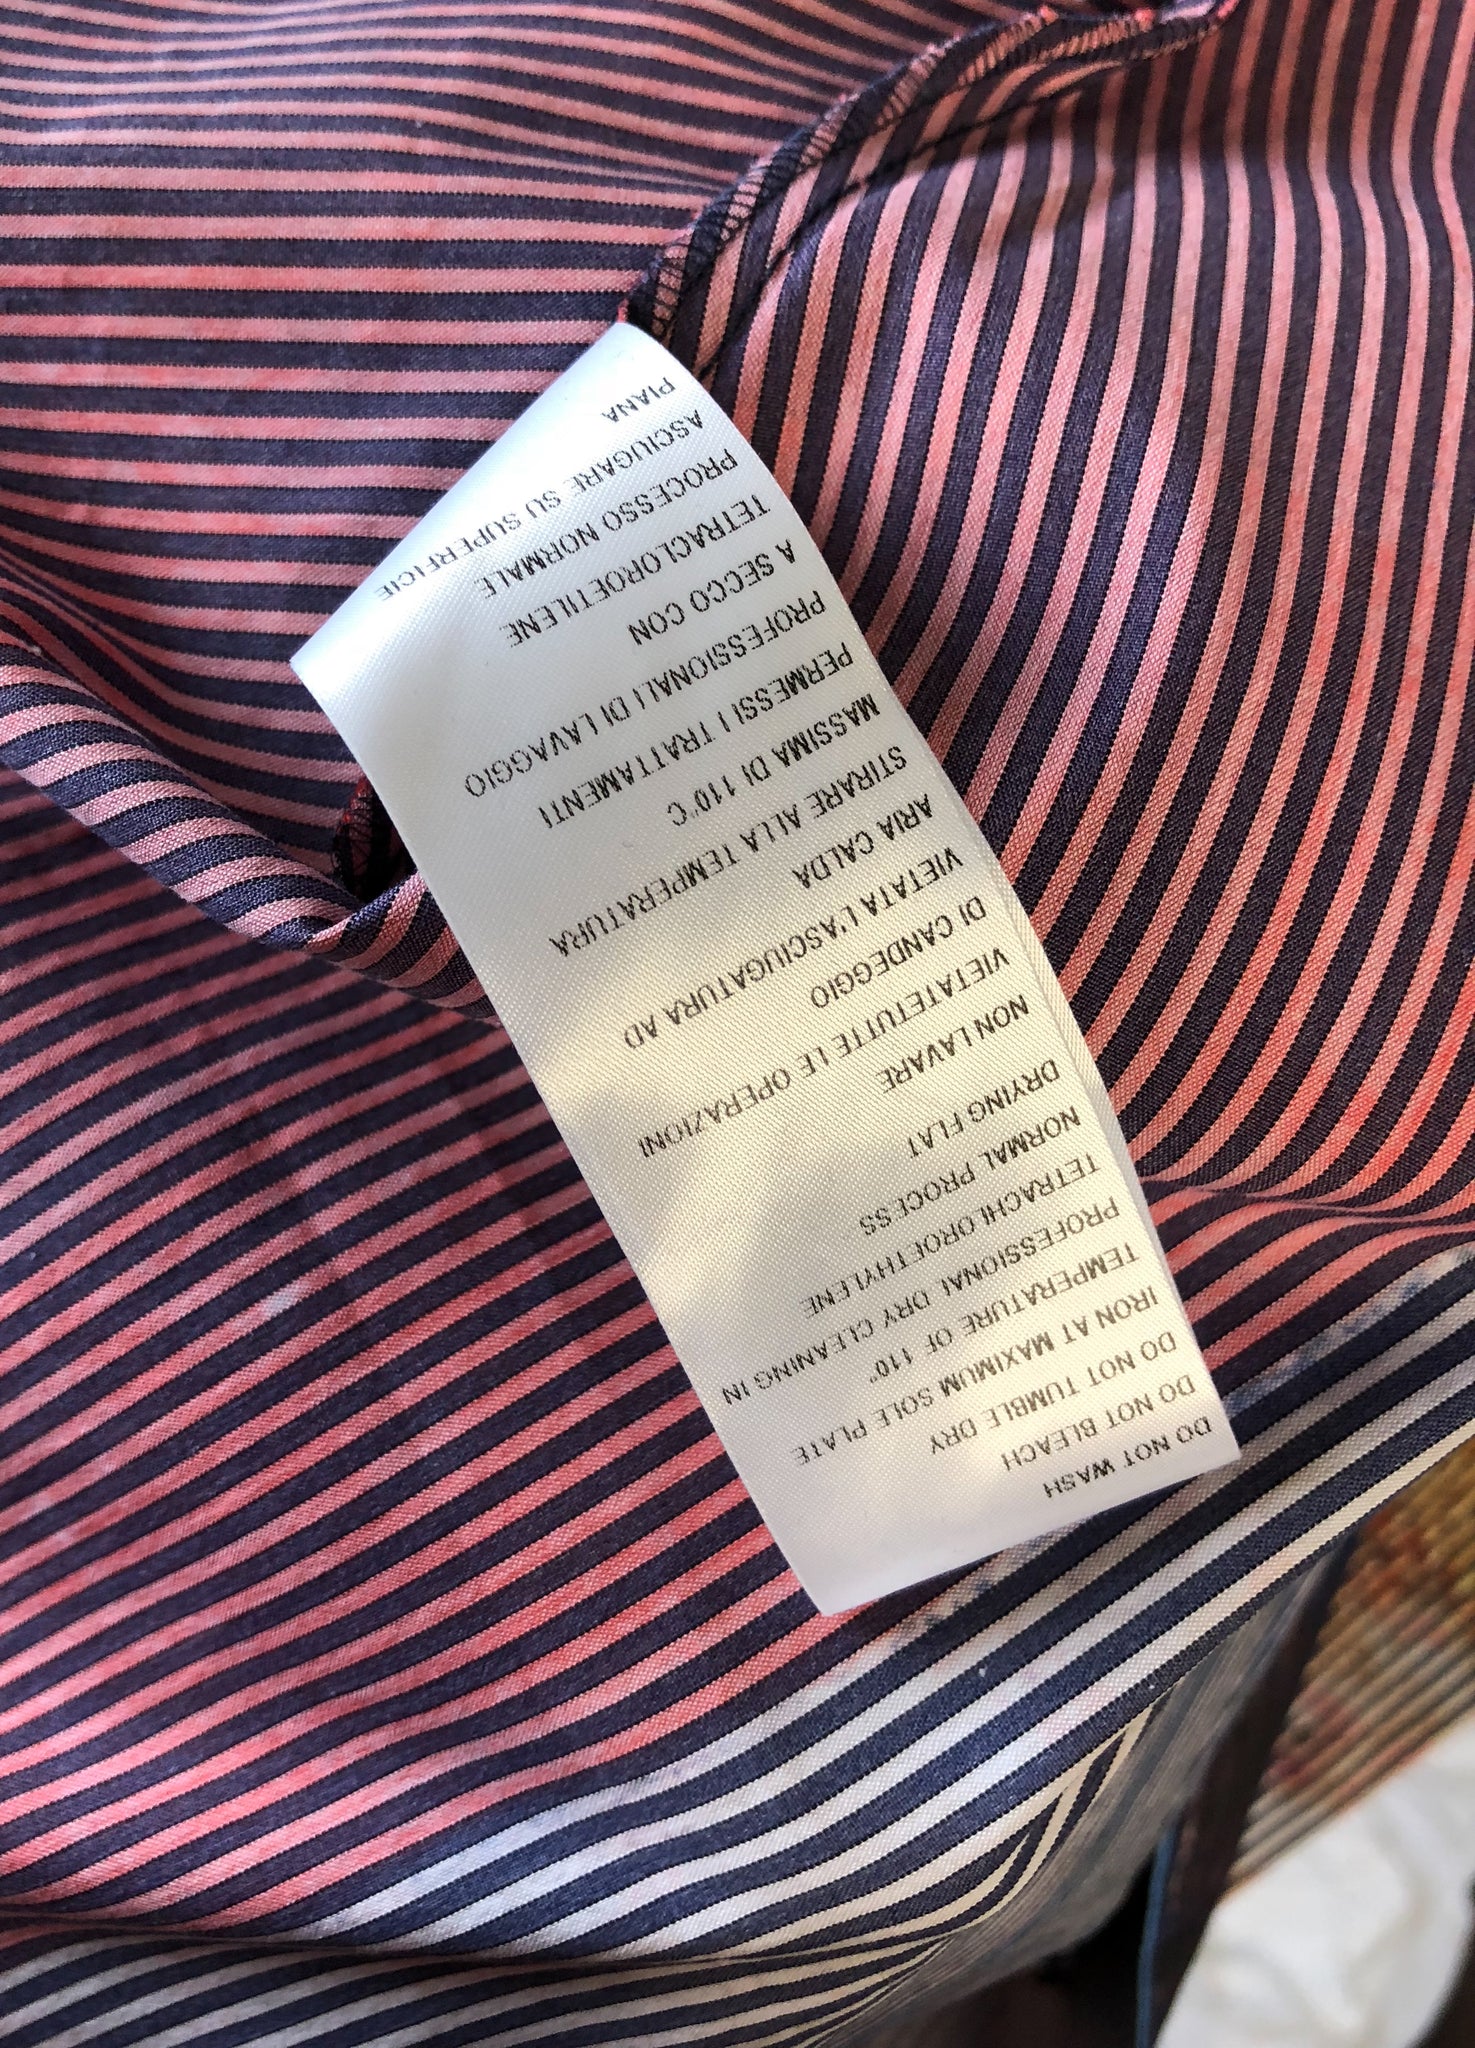 DO NOT WASH
DO NOT BLEACH
DO NOT TUMBLE DRY
IRON AT MAXIMUM SOLE PLATE
TEMPERATURE OF 110°
PROFESSIONAL DRY CLEANING IN
TETRACHLOROETHYLENE
NORMAL PROCESS
DRYING FLAT
NON LAVARE
VIETATETUTTE LE OPERAZIONI
DI CANDEGGIO
VIETATA L'ASCIUGATURA AD
ARIA CALDA
STIRARE ALLA TEMPERATURA
MASSIMA DI 110°C
PERMESSI I TRATTAMENTI
PROFESSIONALI DI LAVAGGIO
A SECCO CON
TETRACLOROETILENE
PROCESSO NORMALE
ASCIUGARE SU SUPERFICIE
PIANA